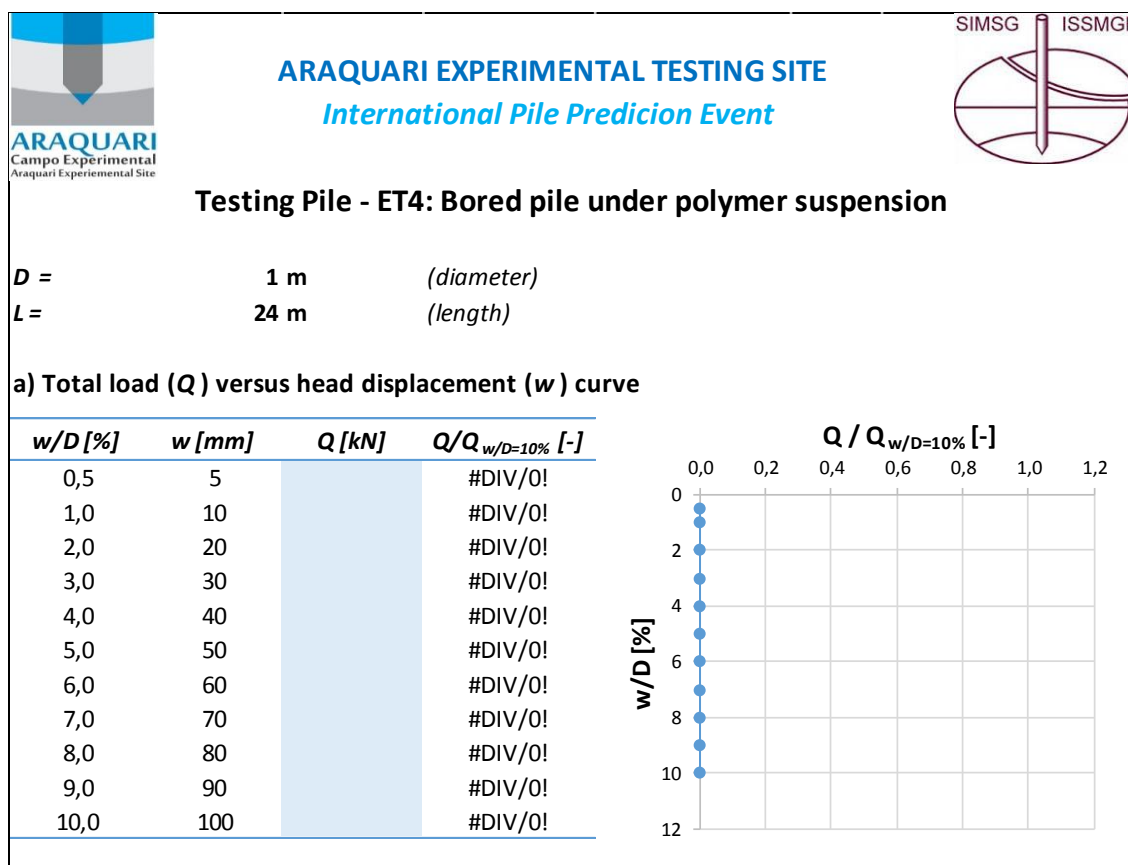 SIMSG ISSMGE
ARAQUARI EXPERIMENTAL TESTING SITE
International Pile Predicion Event
ARAQUARI
Campo Experimental
Araquari Experiemental Site
Testing Pile - ET4: Bored pile under polymer suspension
D = 1 m (diameter)
L= 24 m (length)
a) Total load (Q ) versus head displacement (w ) curve
w/D [%] w [mm] Q [kN] Q/Q w/D=10% [-]
0,5 5 #DIV/0!
1,0 10 #DIV/0!
2,0 20 #DIV/0!
3,0 30 #DIV/0!
4,0 40 #DIV/0!
5,0 50 #DIV/0!
6,0 60 #DIV/0!
7,0 70 #DIV/0!
8,0 80 #DIV/0!
9,0 90 #DIV/0!
10,0 100 #DIV/0!
Q / Q w/D=10% [-]
0,0 0,2 0,4 0,6 0,8 1,0 1,2
0
2
4
6
8
10
12
w/D [%]